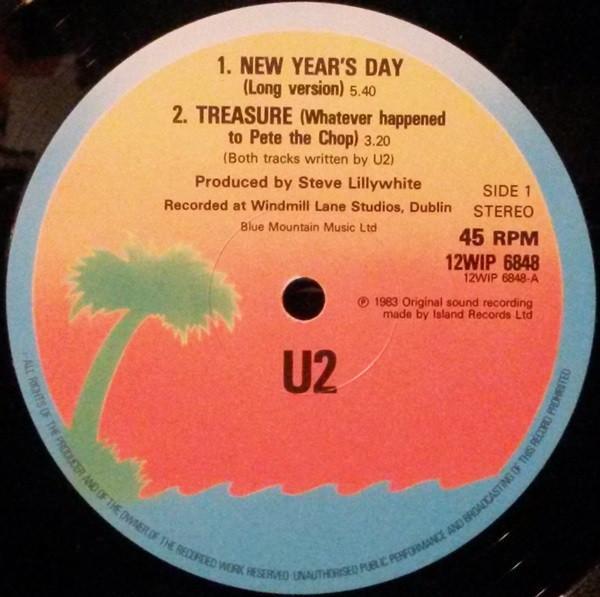 1. NEW YEAR'S DAY
(Long version) 5.40
2. TREASURE (Whatever happened
to Pete the Chop) 3.20
(Both tracks written by U2)
Produced by Steve Lillywhite
Recorded at Windmill Lane Studios, Dublin
Blue Mountain Music Ltd
SIDE 1
STEREO
45 RPM
12WIP 6848
12WIP 6848-A
℗ 1983 Original sound recording
made by Island Records Ltd
U2
ALL RIGHTS OF THE PRODUCER AND OF THE OWNER OF THE RECORDED WORK RESERVED UNAUTHORISED PUBLIC PERFORMANCE AND BROADCASTING OF THIS RECORD PROHIBITED